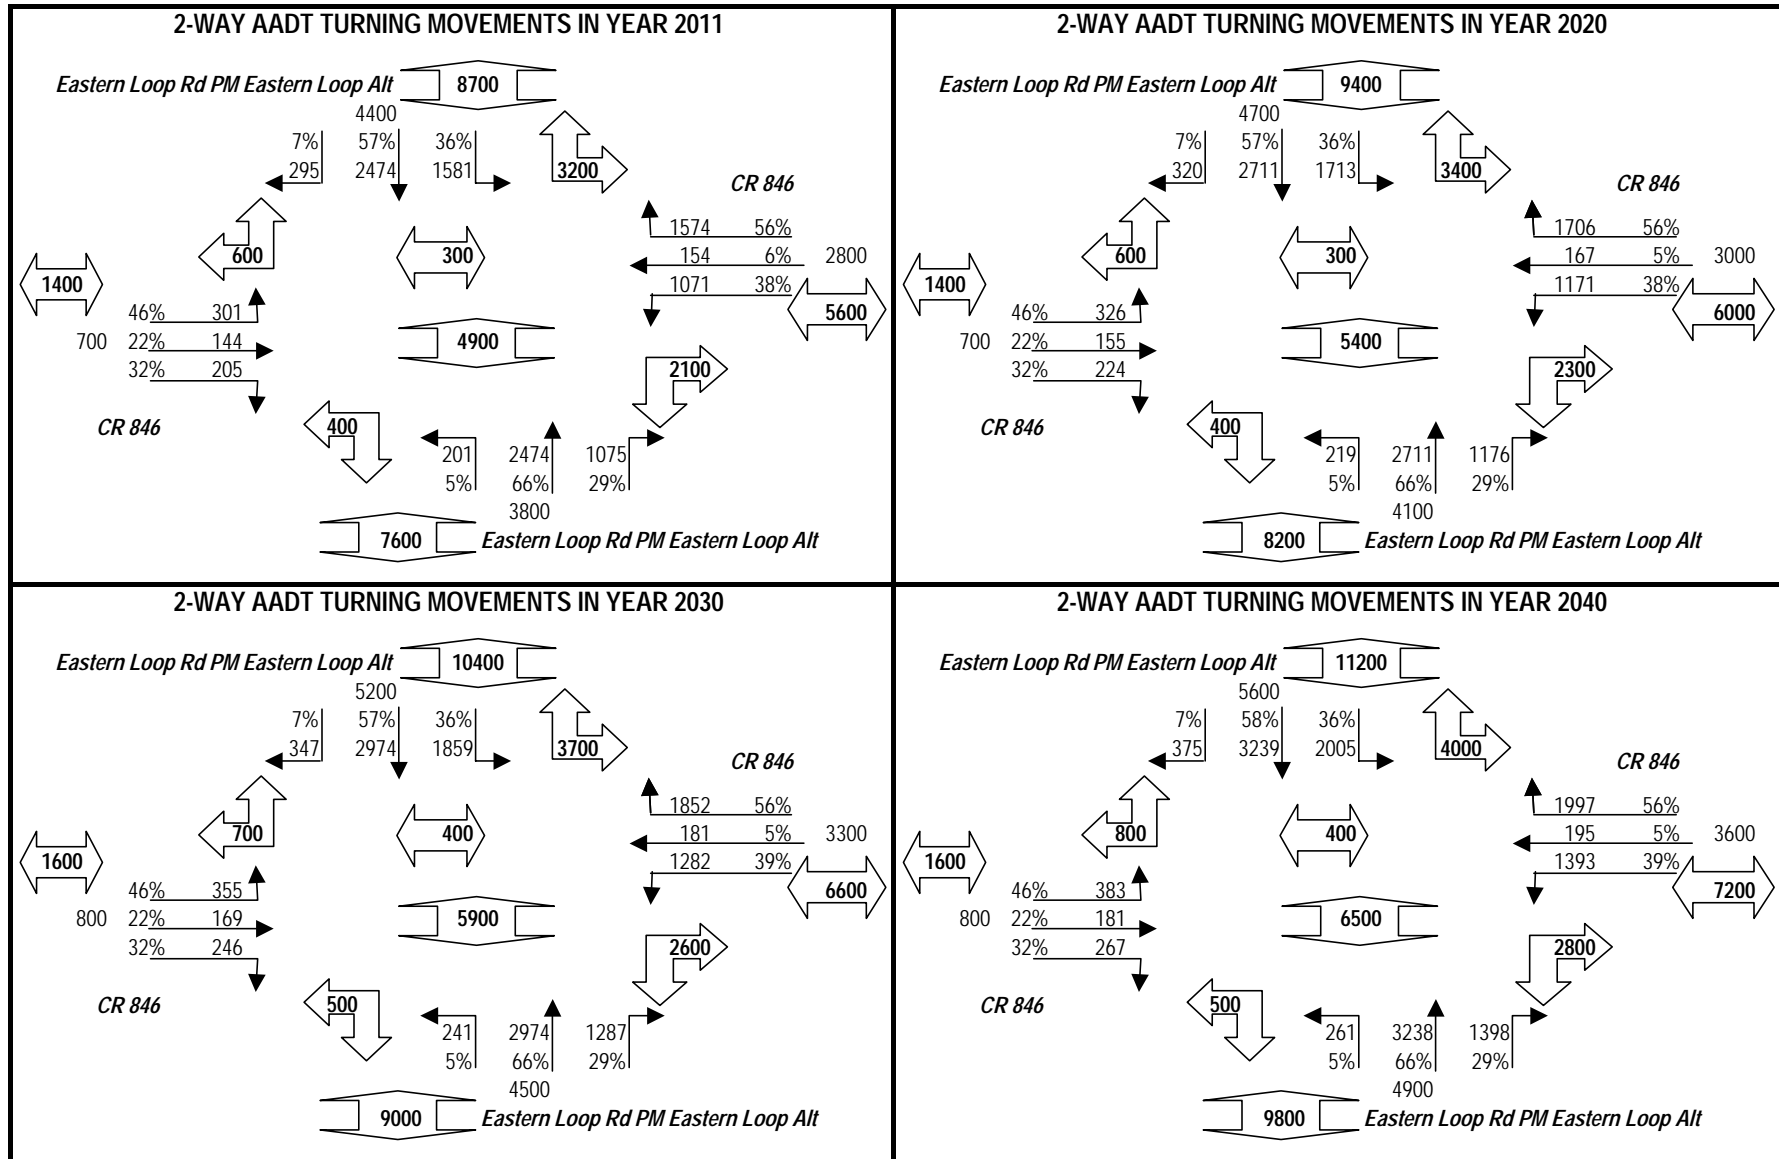 2-WAY AADT TURNING MOVEMENTS IN YEAR 2011
Eastern Loop Rd PM Eastern Loop Alt 8700
4400
7% 57% 36%
295 2474 1581
3200
CR 846
600
300
1574 56%
154 6% 2800
1071 38%
1400
5600
46% 301
700 22% 144
32% 205
4900
2100
CR 846
400
201 2474 1075
5% 66% 29%
3800
7600 Eastern Loop Rd PM Eastern Loop Alt
2-WAY AADT TURNING MOVEMENTS IN YEAR 2020
Eastern Loop Rd PM Eastern Loop Alt 9400
4700
7% 57% 36%
320 2711 1713
3400
CR 846
600
300
1706 56%
167 5% 3000
1171 38%
1400
6000
46% 326
700 22% 155
32% 224
5400
2300
CR 846
400
219 2711 1176
5% 66% 29%
4100
8200 Eastern Loop Rd PM Eastern Loop Alt
2-WAY AADT TURNING MOVEMENTS IN YEAR 2030
Eastern Loop Rd PM Eastern Loop Alt 10400
5200
7% 57% 36%
347 2974 1859
3700
CR 846
700
400
1852 56%
181 5% 3300
1282 39%
1600
6600
46% 355
800 22% 169
32% 246
5900
2600
CR 846
500
241 2974 1287
5% 66% 29%
4500
9000 Eastern Loop Rd PM Eastern Loop Alt
2-WAY AADT TURNING MOVEMENTS IN YEAR 2040
Eastern Loop Rd PM Eastern Loop Alt 11200
5600
7% 58% 36%
375 3239 2005
4000
CR 846
800
400
1997 56%
195 5% 3600
1393 39%
1600
7200
46% 383
800 22% 181
32% 267
6500
2800
CR 846
500
261 3238 1398
5% 66% 29%
4900
9800 Eastern Loop Rd PM Eastern Loop Alt